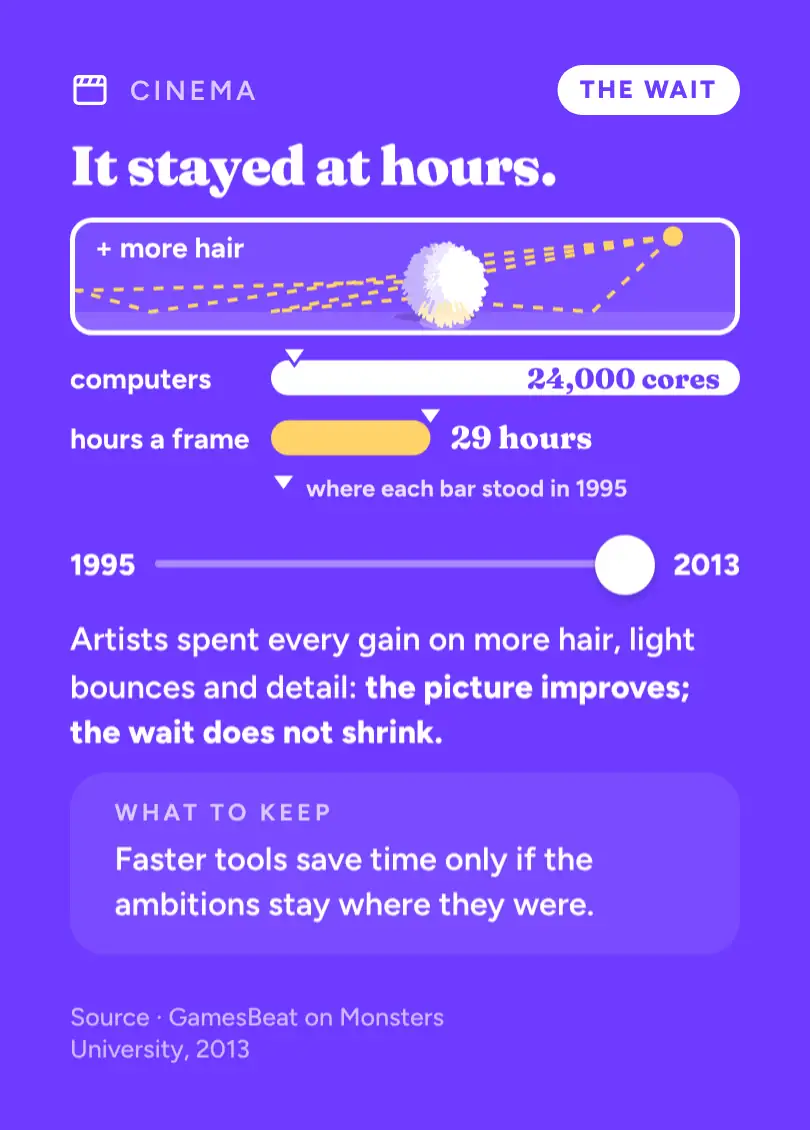 CINEMA
THE WAIT
It stayed at hours.
+ more hair
computers
24,000 cores
hours a frame
29 hours
where each bar stood in 1995
1995
2013
Artists spent every gain on more hair, light
bounces and detail: the picture improves;
the wait does not shrink.
WHAT TO KEEP
Faster tools save time only if the
ambitions stay where they were.
Source · GamesBeat on Monsters
University, 2013